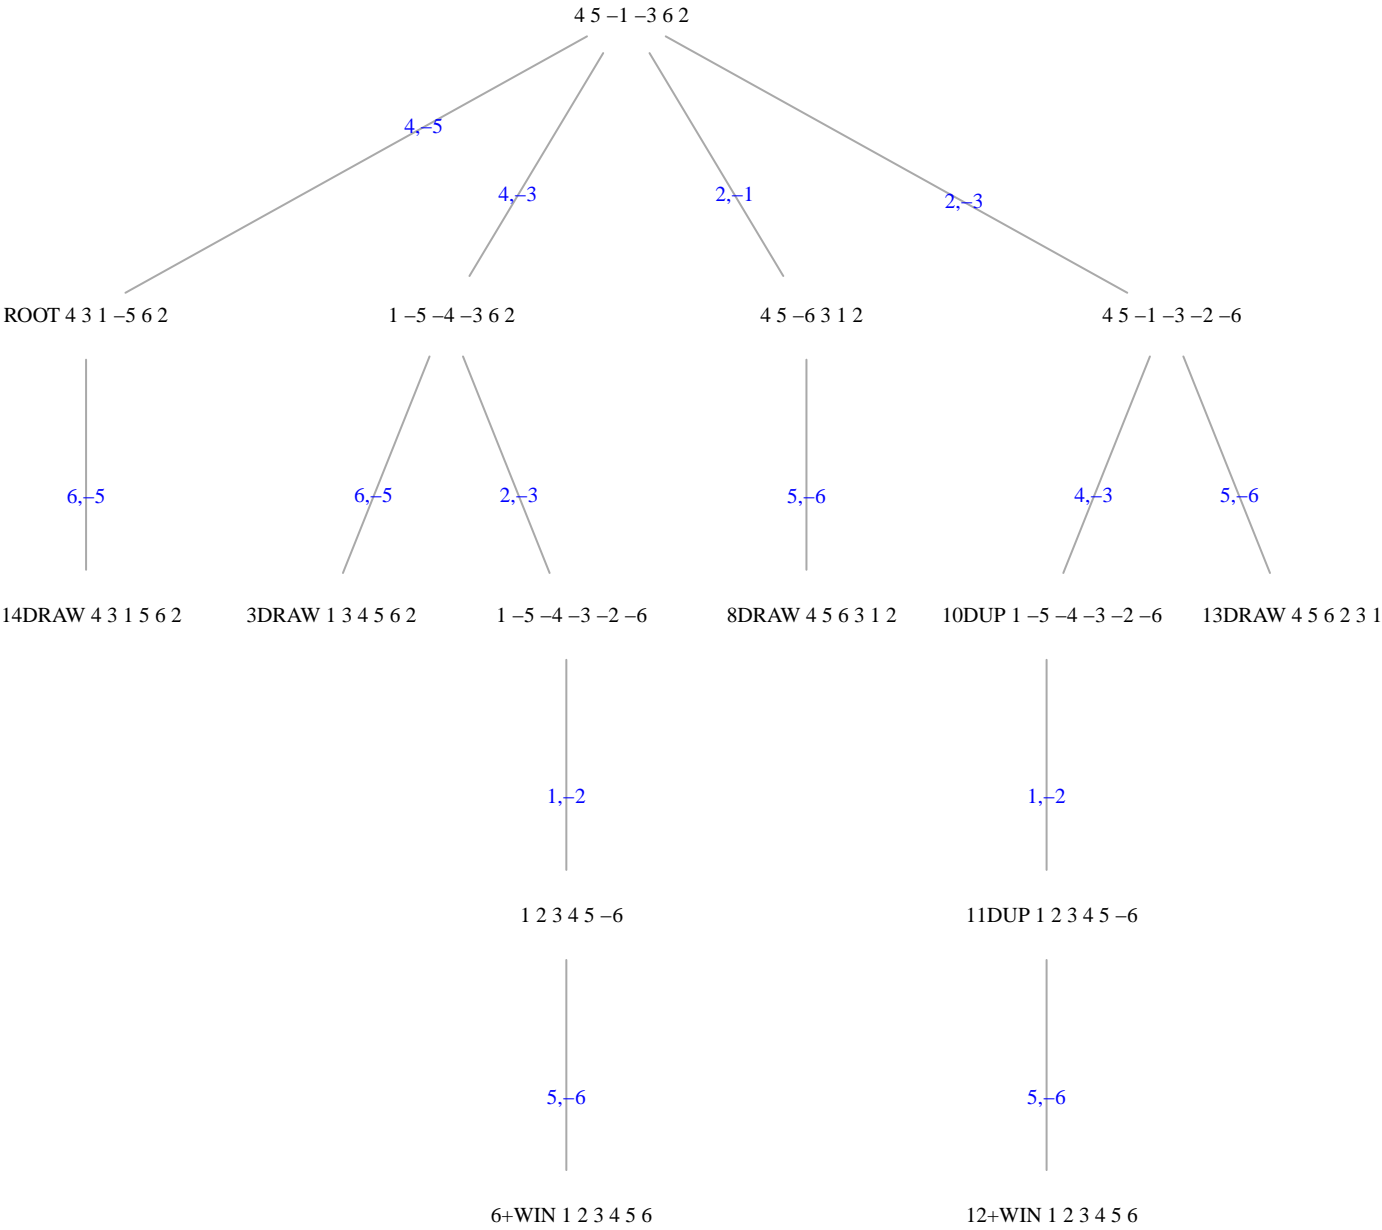 4 5 −1 −3 6 2
4,−5
4,−3
2,−1
2,−3
ROOT 4 3 1 −5 6 2
1 −5 −4 −3 6 2
4 5 −6 3 1 2
4 5 −1 −3 −2 −6
6,−5
6,−5
2,−3
5,−6
4,−3
5,−6
14DRAW 4 3 1 5 6 2
3DRAW 1 3 4 5 6 2
1 −5 −4 −3 −2 −6
8DRAW 4 5 6 3 1 2
10DUP 1 −5 −4 −3 −2 −6
13DRAW 4 5 6 2 3 1
1,−2
1,−2
1 2 3 4 5 −6
11DUP 1 2 3 4 5 −6
5,−6
5,−6
6+WIN 1 2 3 4 5 6
12+WIN 1 2 3 4 5 6